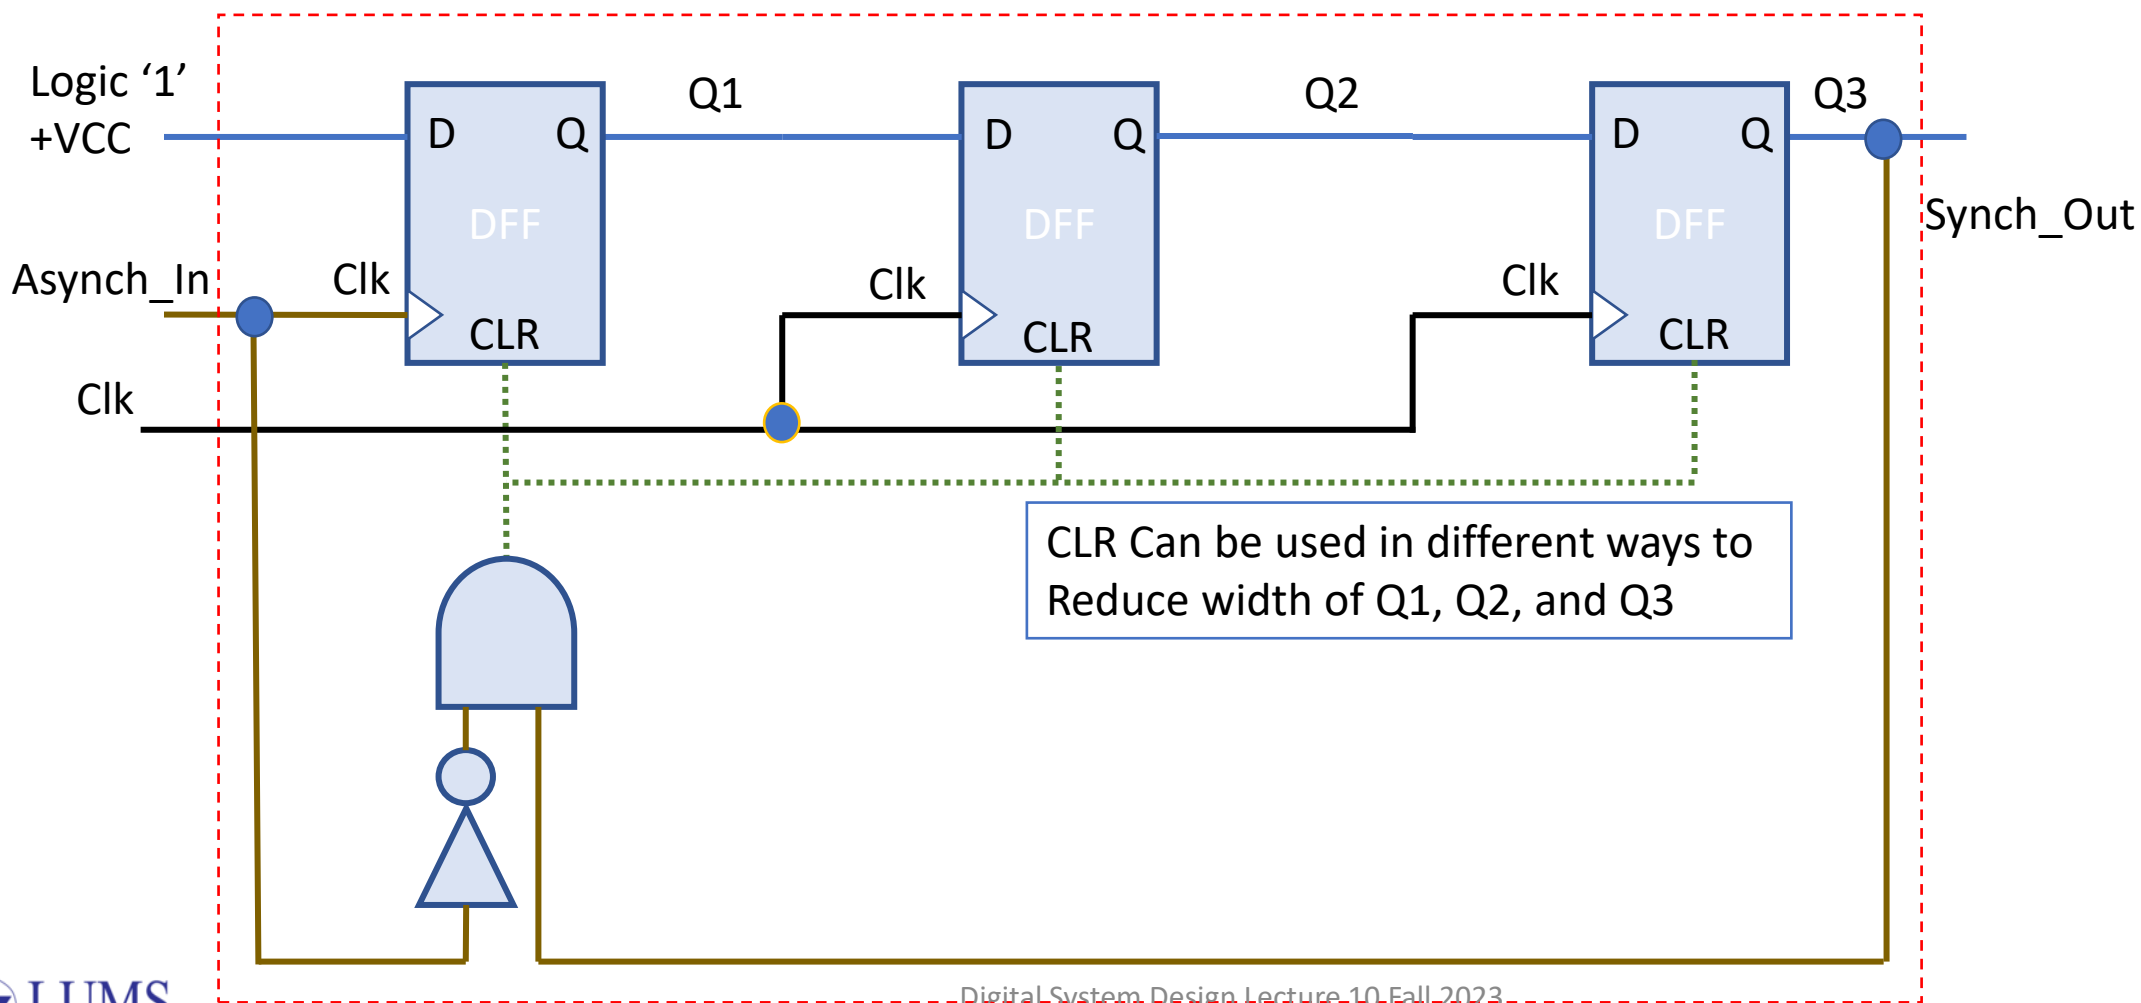 Logic ‘1’
+VCC
Q1
Q2
Q3
D
Q
D
Q
D
Q
DFF
DFF
DFF
Synch_Out
Asynch_In
Clk
Clk
Clk
CLR
CLR
CLR
Clk
CLR Can be used in different ways to
Reduce width of Q1, Q2, and Q3
LUMS
Digital System Design Lecture 10 Fall 2023